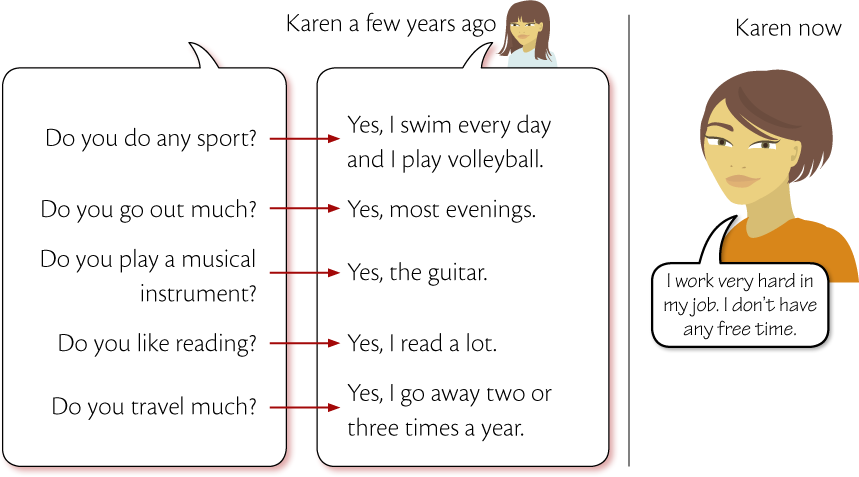 Karen a few years ago
Karen now
Do you do any sport?
Yes, I swim every day
and I play volleyball.
Do you go out much?
Yes, most evenings.
Do you play a musical
instrument?
Yes, the guitar.
Do you like reading?
Yes, I read a lot.
Do you travel much?
Yes, I go away two or
three times a year.
I work very hard in
my job. I don’t have
any free time.